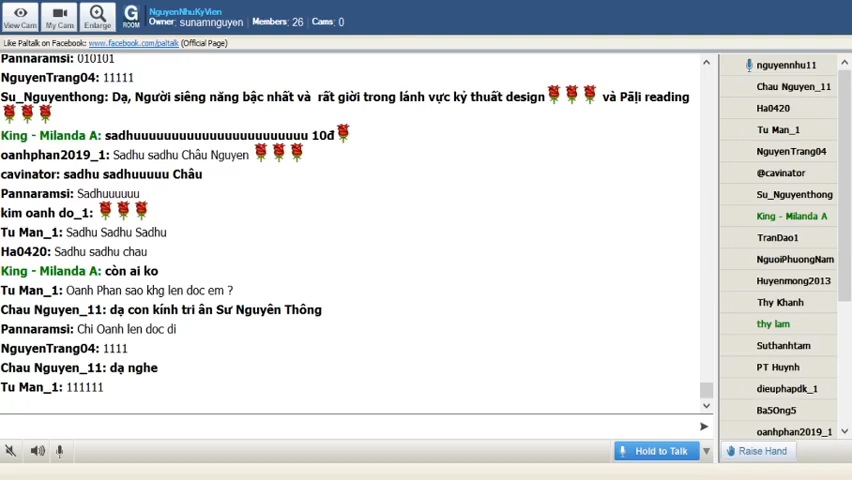 NguyenNhuKyVien
G
Owner: sunamnguyen Members: 26 Cams: 0
ROOM
View Cam My Cam Enlarge
Like Paltalk on Facebook: www.facebook.com/paltalk (Official Page)
Pannaramsi: 010101
NguyenTrang04: 11111
Su_Nguyenthong: Dạ, Người siêng năng bậc nhất và rất giỏi trong lánh vực kỷ thuất design và Pāḷi reading
King - Milanda A: sadhuuuuuuuuuuuuuuuuuuuuuuu 10đ
oanhphan2019_1: Sadhu sadhu Châu Nguyen
cavinator: sadhu sadhuuuuu Châu
Pannaramsi: Sadhuuuuuu
kim oanh do_1:
Tu Man_1: Sadhu Sadhu Sadhu
Ha0420: Sadhu sadhu chau
King - Milanda A: còn ai ko
Tu Man_1: Oanh Phan sao khg len doc em ?
Chau Nguyen_11: dạ con kính tri ân Sư Nguyên Thông
Pannaramsi: Chi Oanh len doc di
NguyenTrang04: 1111
Chau Nguyen_11: dạ nghe
Tu Man_1: 111111
nguyennhu11
Chau Nguyen_11
Ha0420
Tu Man_1
NguyenTrang04
@cavinator
Su_Nguyenthong
King - Milanda A
TranDao1
NguoiPhuongNam
Huyenmong2013
Thy Khanh
thy lam
Suthanhtam
PT Huynh
dieuphapdk_1
Ba5Ong5
oanhphan2019_1
Hold to Talk
Raise Hand